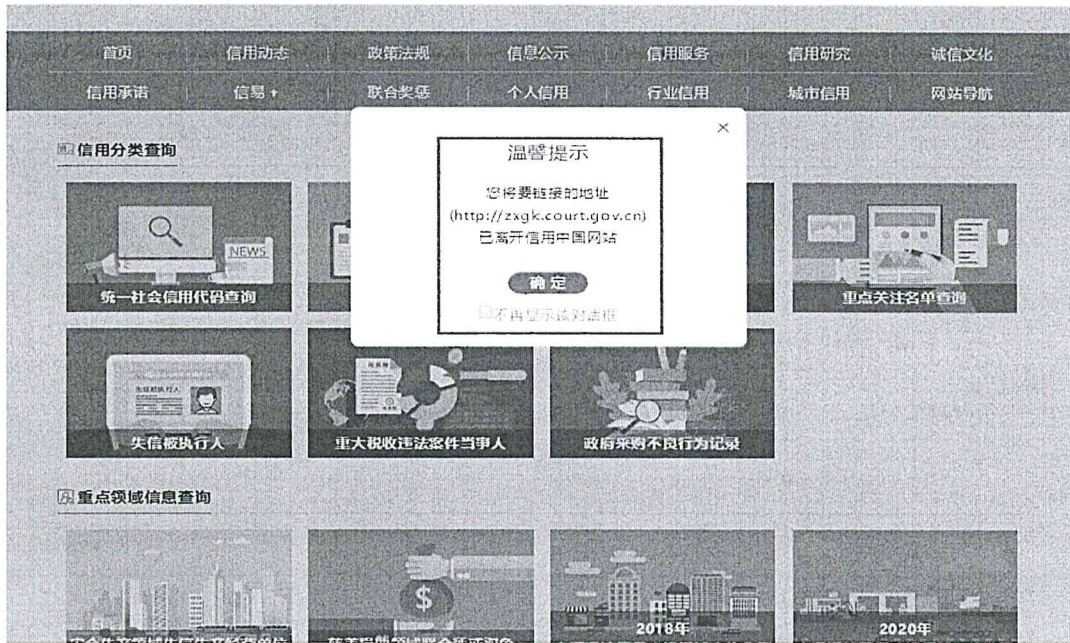 首页 信用动态 政策法规 信息公示 信用服务 信用研究 诚信文化
信用承诺 信易+ 联合奖惩 个人信用 行业信用 城市信用 网站导航
温馨提示
您将要链接的地址
(http://zxgk.court.gov.cn)
已离开信用中国网站
确定
不再显示该对话框
信用分类查询
NEWS
统一社会信用代码查询
重点关注名单查询
失信被执行人
失信被执行人
重大税收违法案件当事人
政府采购不良行为记录
重点领域信息查询
2018年
2020年